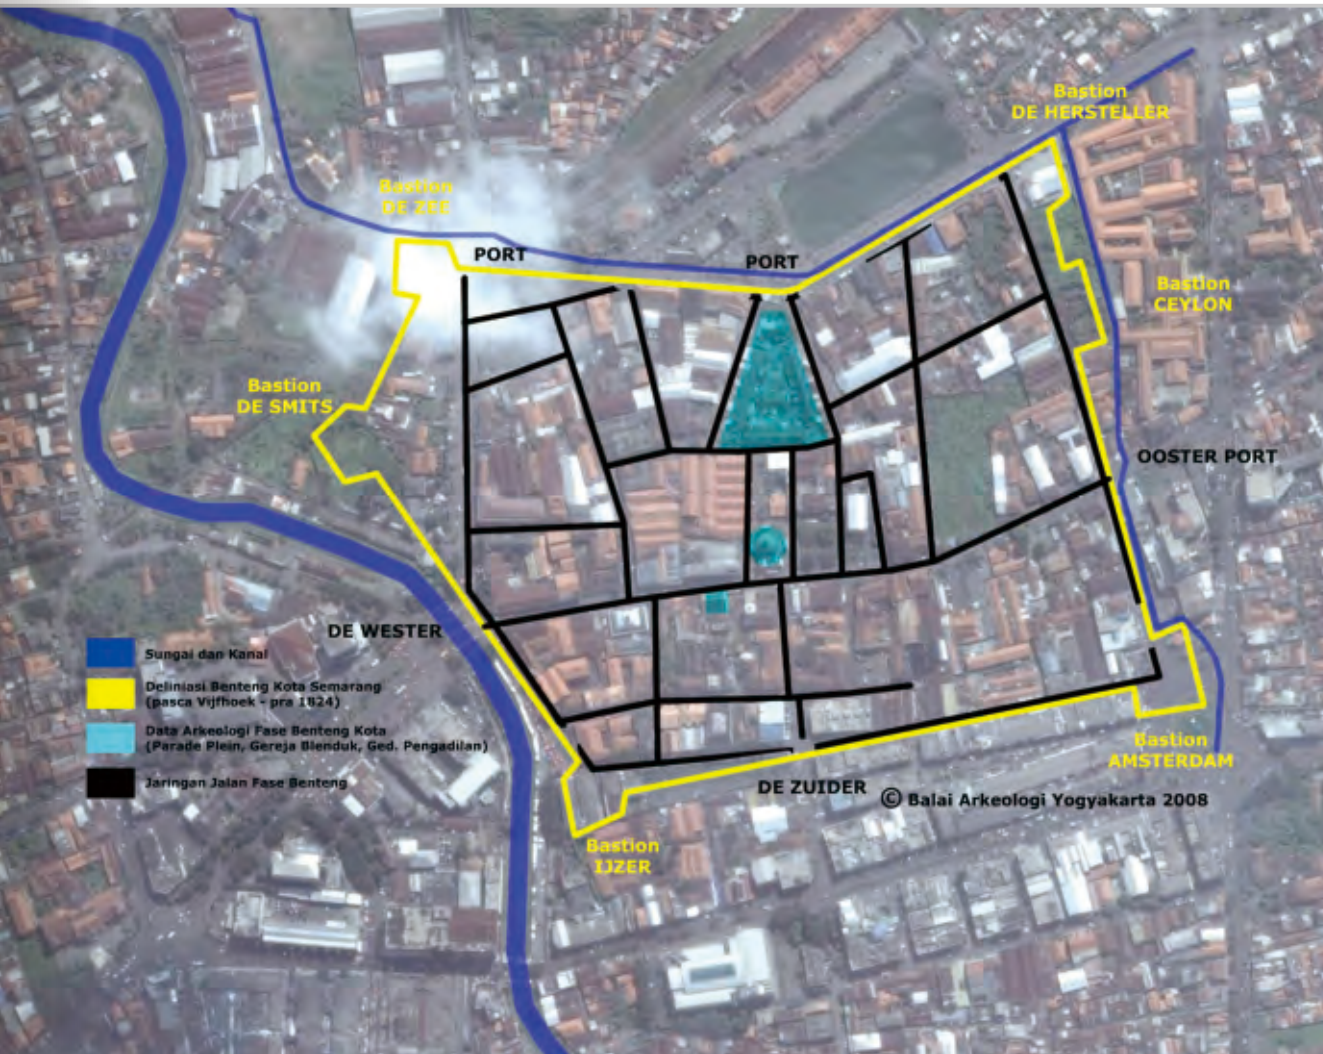 Bastion
DE HERSTELLER
Bastion
DE ZEE
PORT
PORT
Bastion
CEYLON
Bastion
DE SMITS
OOSTER PORT
DE WESTER
Sungai dan Kanal
Deliniasi Benteng Kota Semarang
(pasca Vijfhoek - pra 1824)
Data Arkeologi Fase Benteng Kota
(Parade Plein, Gereja Blenduk, Ged. Pengadilan)
Jaringan Jalan Fase Benteng
Bastion
AMSTERDAM
DE ZUIDER
© Balai Arkeologi Yogyakarta 2008
Bastion
IJZER